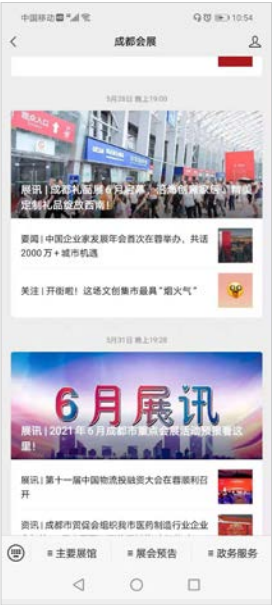 中国移动
10:54
成都会展
5月28日 晚上19:00
展讯 | 成都礼品展6月启幕
定制礼品绽放西南!
要闻 | 中国企业家发展年会首次在蓉举办、共话
2000万+城市机遇
关注 | 开街啦!这场文创集市最具“烟火气”
5月31日 晚上19:28
6月展讯
展讯 | 2021年6月成都市重点会展活动预报看这
里!
展讯 | 第十一届中国物流投融资大会在蓉顺利召
开
资讯 | 成都市贸促会组织我市医药制造行业企业
主要展馆
展会预告
政务服务